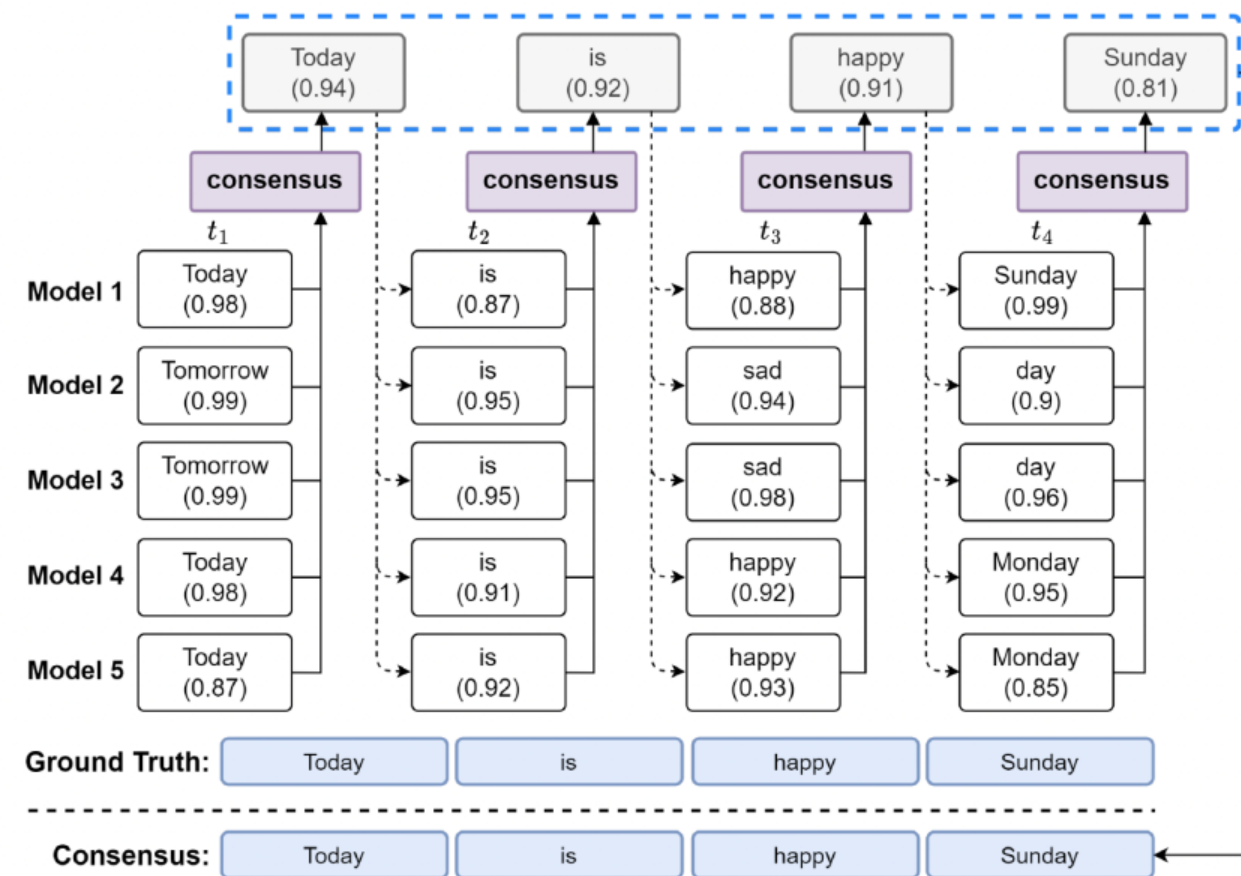 Today
(0.94)
is
(0.92)
happy
(0.91)
Sunday
(0.81)
consensus
consensus
consensus
consensus
t1
t2
t3
t4
Model 1
Today
(0.98)
is
(0.87)
happy
(0.88)
Sunday
(0.99)
Model 2
Tomorrow
(0.99)
is
(0.95)
sad
(0.94)
day
(0.9)
Model 3
Tomorrow
(0.99)
is
(0.95)
sad
(0.98)
day
(0.96)
Model 4
Today
(0.98)
is
(0.91)
happy
(0.92)
Monday
(0.95)
Model 5
Today
(0.87)
is
(0.92)
happy
(0.93)
Monday
(0.85)
Ground Truth: Today is happy Sunday
Consensus: Today is happy Sunday